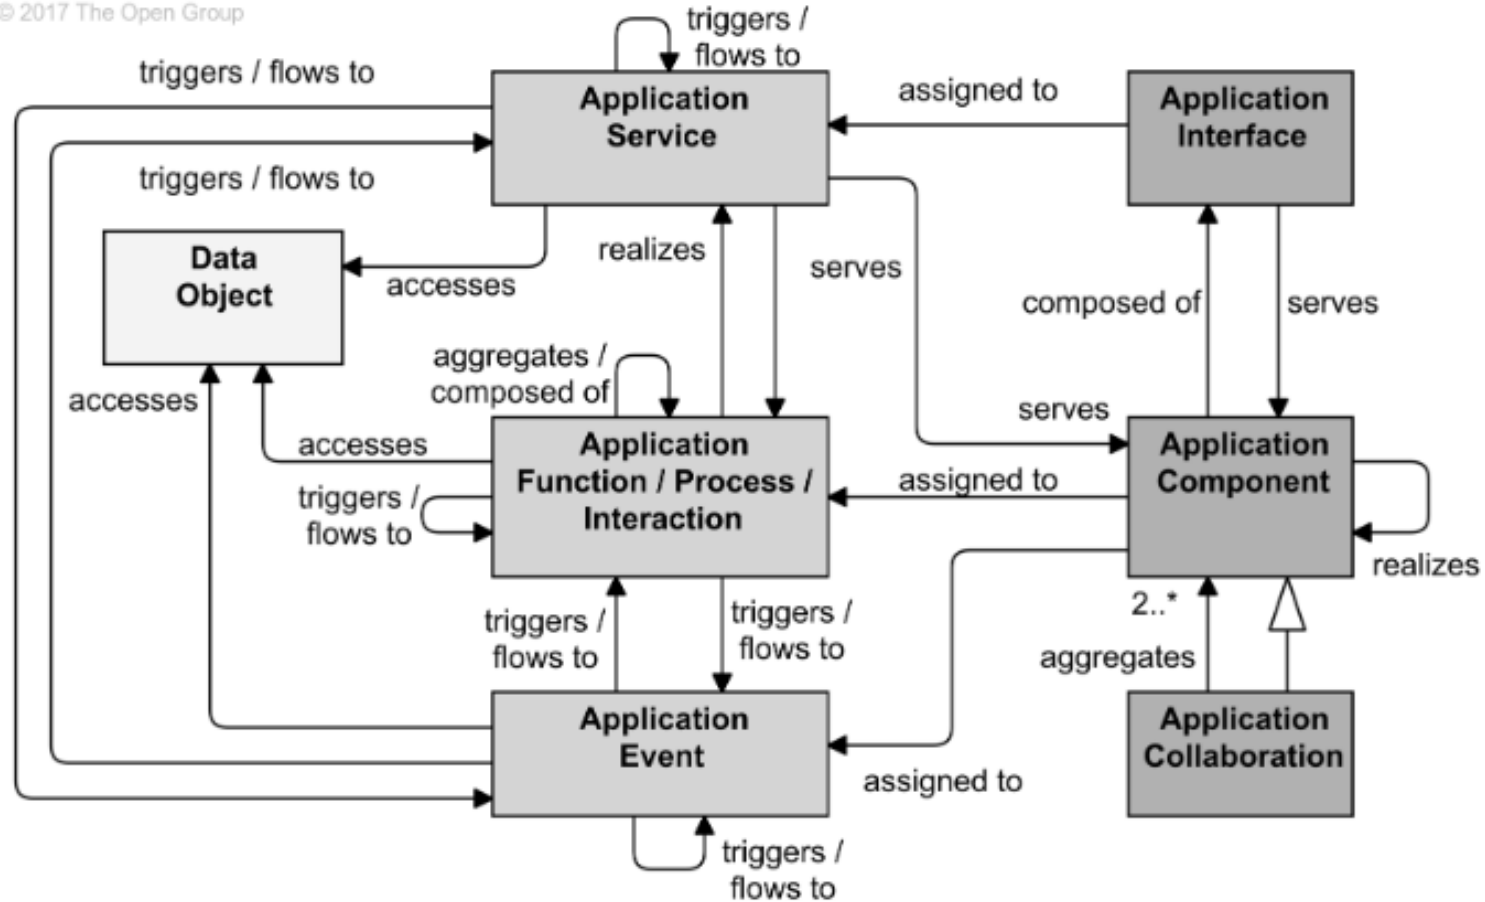 © 2017 The Open Group
triggers /
flows to
triggers / flows to
Application
Service
assigned to
Application
Interface
triggers / flows to
Data
Object
accesses
realizes
serves
composed of
serves
aggregates /
composed of
accesses
accesses
serves
Application
Function / Process /
Interaction
assigned to
Application
Component
triggers /
flows to
realizes
triggers /
flows to
triggers /
flows to
2..*
aggregates
Application
Event
assigned to
Application
Collaboration
triggers /
flows to